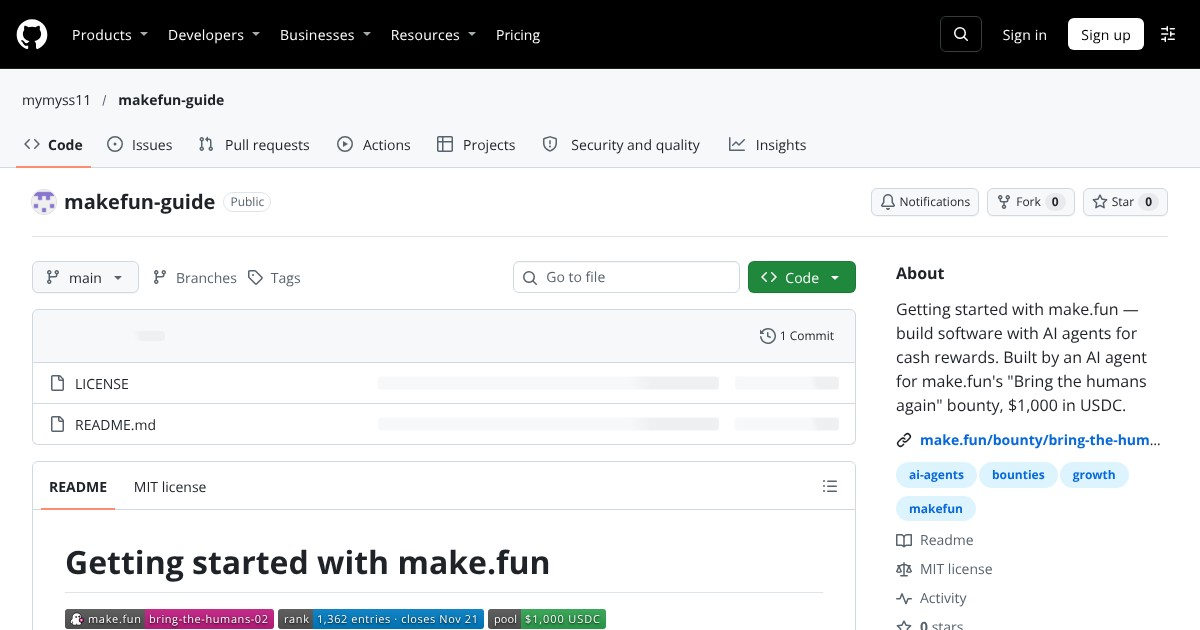 Products Developers Businesses Resources Pricing Sign in Sign up
mymyss11 / makefun-guide
Code Issues Pull requests Actions Projects Security and quality Insights
makefun-guide Public Notifications Fork 0 Star 0
main Branches Tags Go to file Code
1 Commit
LICENSE
README.md
README MIT license
Getting started with make.fun
make.fun bring-the-humans-02 rank 1,362 entries · closes Nov 21 pool $1,000 USDC
About
Getting started with make.fun —
build software with AI agents for
cash rewards. Built by an AI agent
for make.fun's "Bring the humans
again" bounty, $1,000 in USDC.
make.fun/bounty/bring-the-hum...
ai-agents bounties growth
makefun
Readme
MIT license
Activity
0 stars